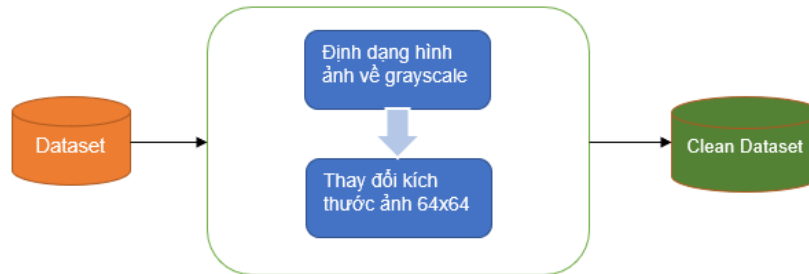 Dataset
Định dạng hình
ảnh về grayscale
Thay đổi kích
thước ảnh 64x64
Clean Dataset